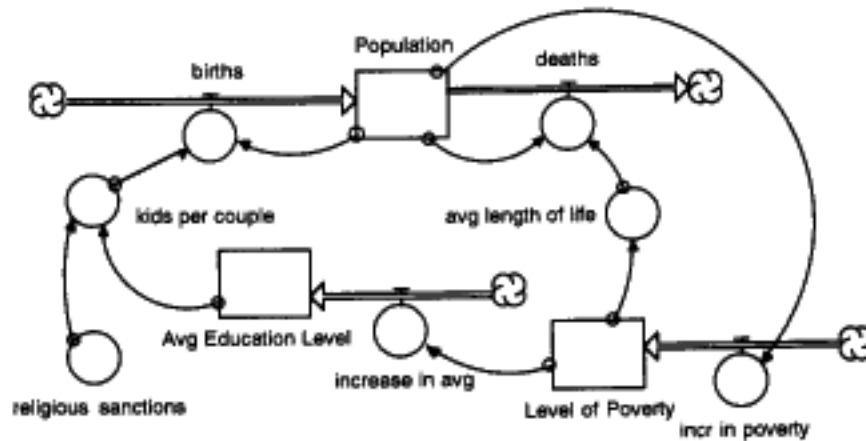 Population
births
deaths
kids per couple
avg length of life
Avg Education Level
increase in avg
religious sanctions
Level of Poverty
incr in poverty